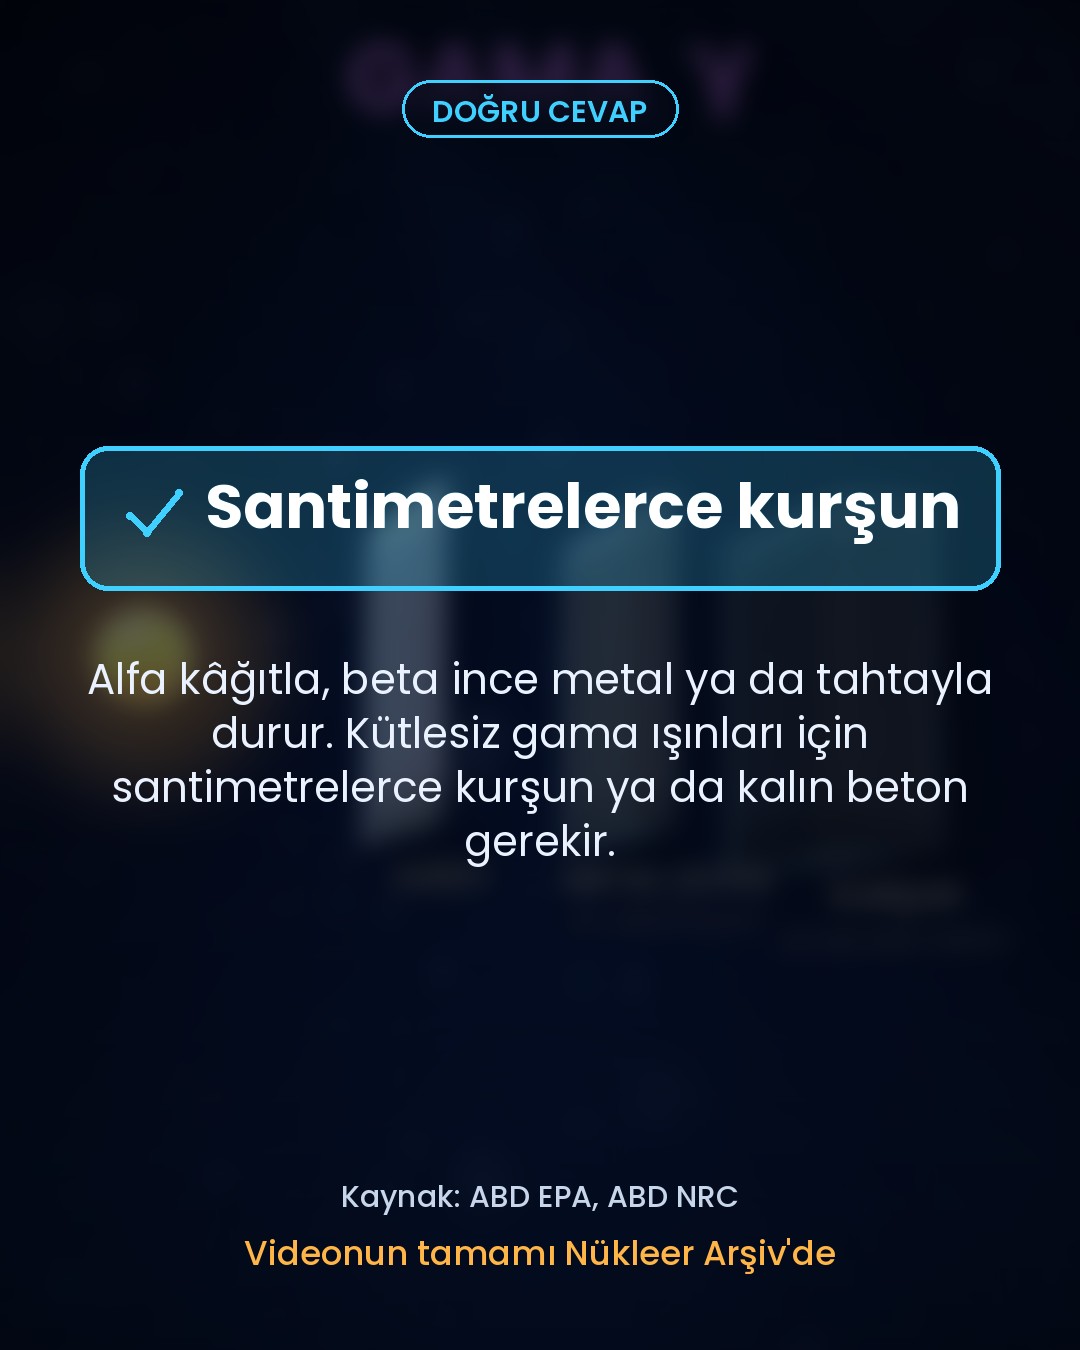 DOĞRU CEVAP
Santimetrelerce kurşun
Alfa kâğıtla, beta ince metal ya da tahtayla
durur. Kütlesiz gama ışınları için
santimetrelerce kurşun ya da kalın beton
gerekir.
Kaynak: ABD EPA, ABD NRC
Videonun tamamı Nükleer Arşiv'de